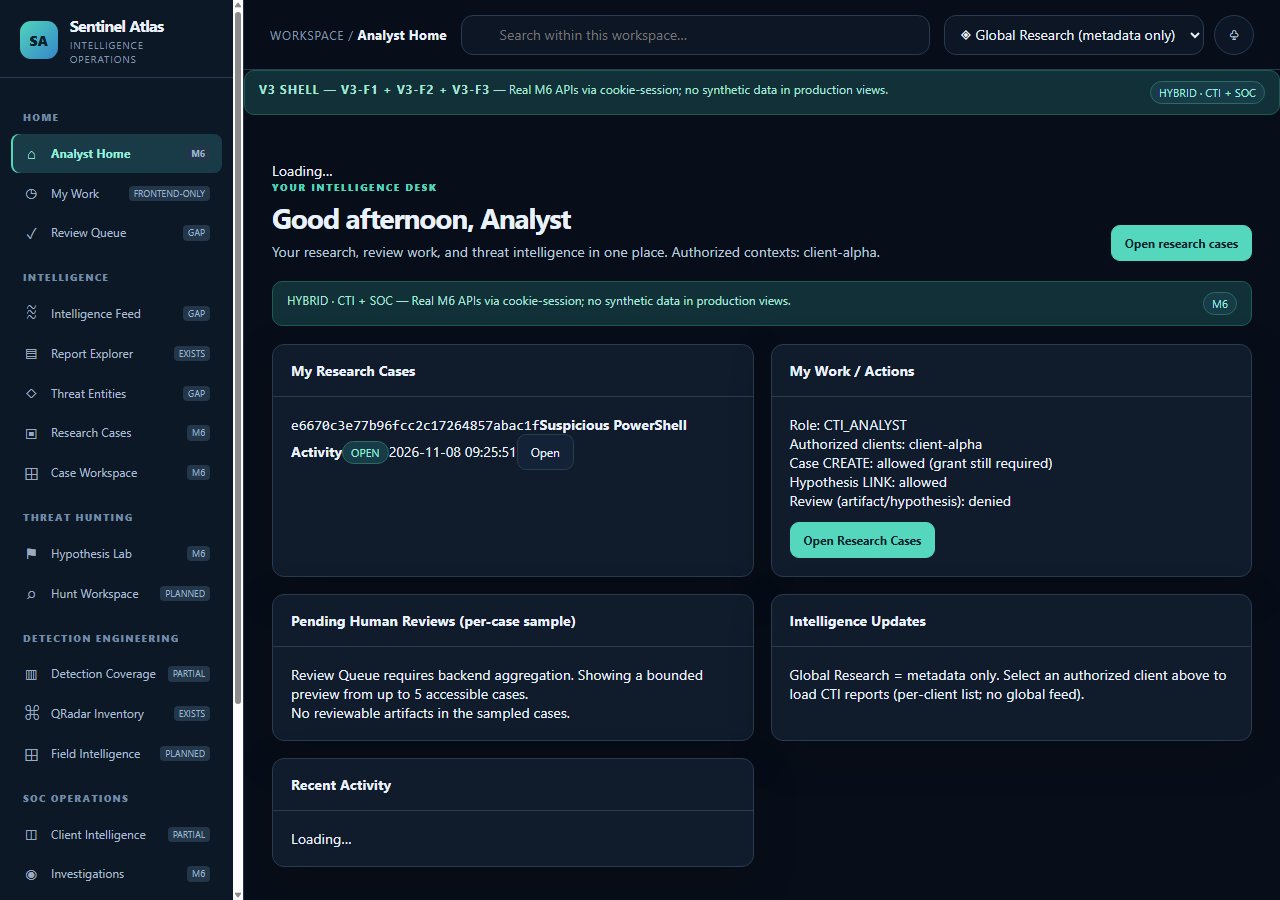 SA
Sentinel Atlas
INTELLIGENCE
OPERATIONS
WORKSPACE / Analyst Home
Search within this workspace...
◈ Global Research (metadata only)
V3 SHELL — V3-F1 + V3-F2 + V3-F3 — Real M6 APIs via cookie-session; no synthetic data in production views.
HYBRID · CTI + SOC
HOME
Analyst Home M6
My Work FRONTEND-ONLY
Review Queue GAP
INTELLIGENCE
Intelligence Feed GAP
Report Explorer EXISTS
Threat Entities GAP
Research Cases M6
Case Workspace M6
THREAT HUNTING
Hypothesis Lab M6
Hunt Workspace PLANNED
DETECTION ENGINEERING
Detection Coverage PARTIAL
QRadar Inventory EXISTS
Field Intelligence PLANNED
SOC OPERATIONS
Client Intelligence PARTIAL
Investigations M6
Loading...
YOUR INTELLIGENCE DESK
Good afternoon, Analyst
Your research, review work, and threat intelligence in one place. Authorized contexts: client-alpha.
Open research cases
HYBRID · CTI + SOC — Real M6 APIs via cookie-session; no synthetic data in production views.
M6
My Research Cases
e6670c3e77b96fcc2c17264857abac1fSuspicious PowerShell
Activity OPEN 2026-11-08 09:25:51 Open
My Work / Actions
Role: CTI_ANALYST
Authorized clients: client-alpha
Case CREATE: allowed (grant still required)
Hypothesis LINK: allowed
Review (artifact/hypothesis): denied
Open Research Cases
Pending Human Reviews (per-case sample)
Review Queue requires backend aggregation. Showing a bounded
preview from up to 5 accessible cases.
No reviewable artifacts in the sampled cases.
Intelligence Updates
Global Research = metadata only. Select an authorized client above to
load CTI reports (per-client list; no global feed).
Recent Activity
Loading...